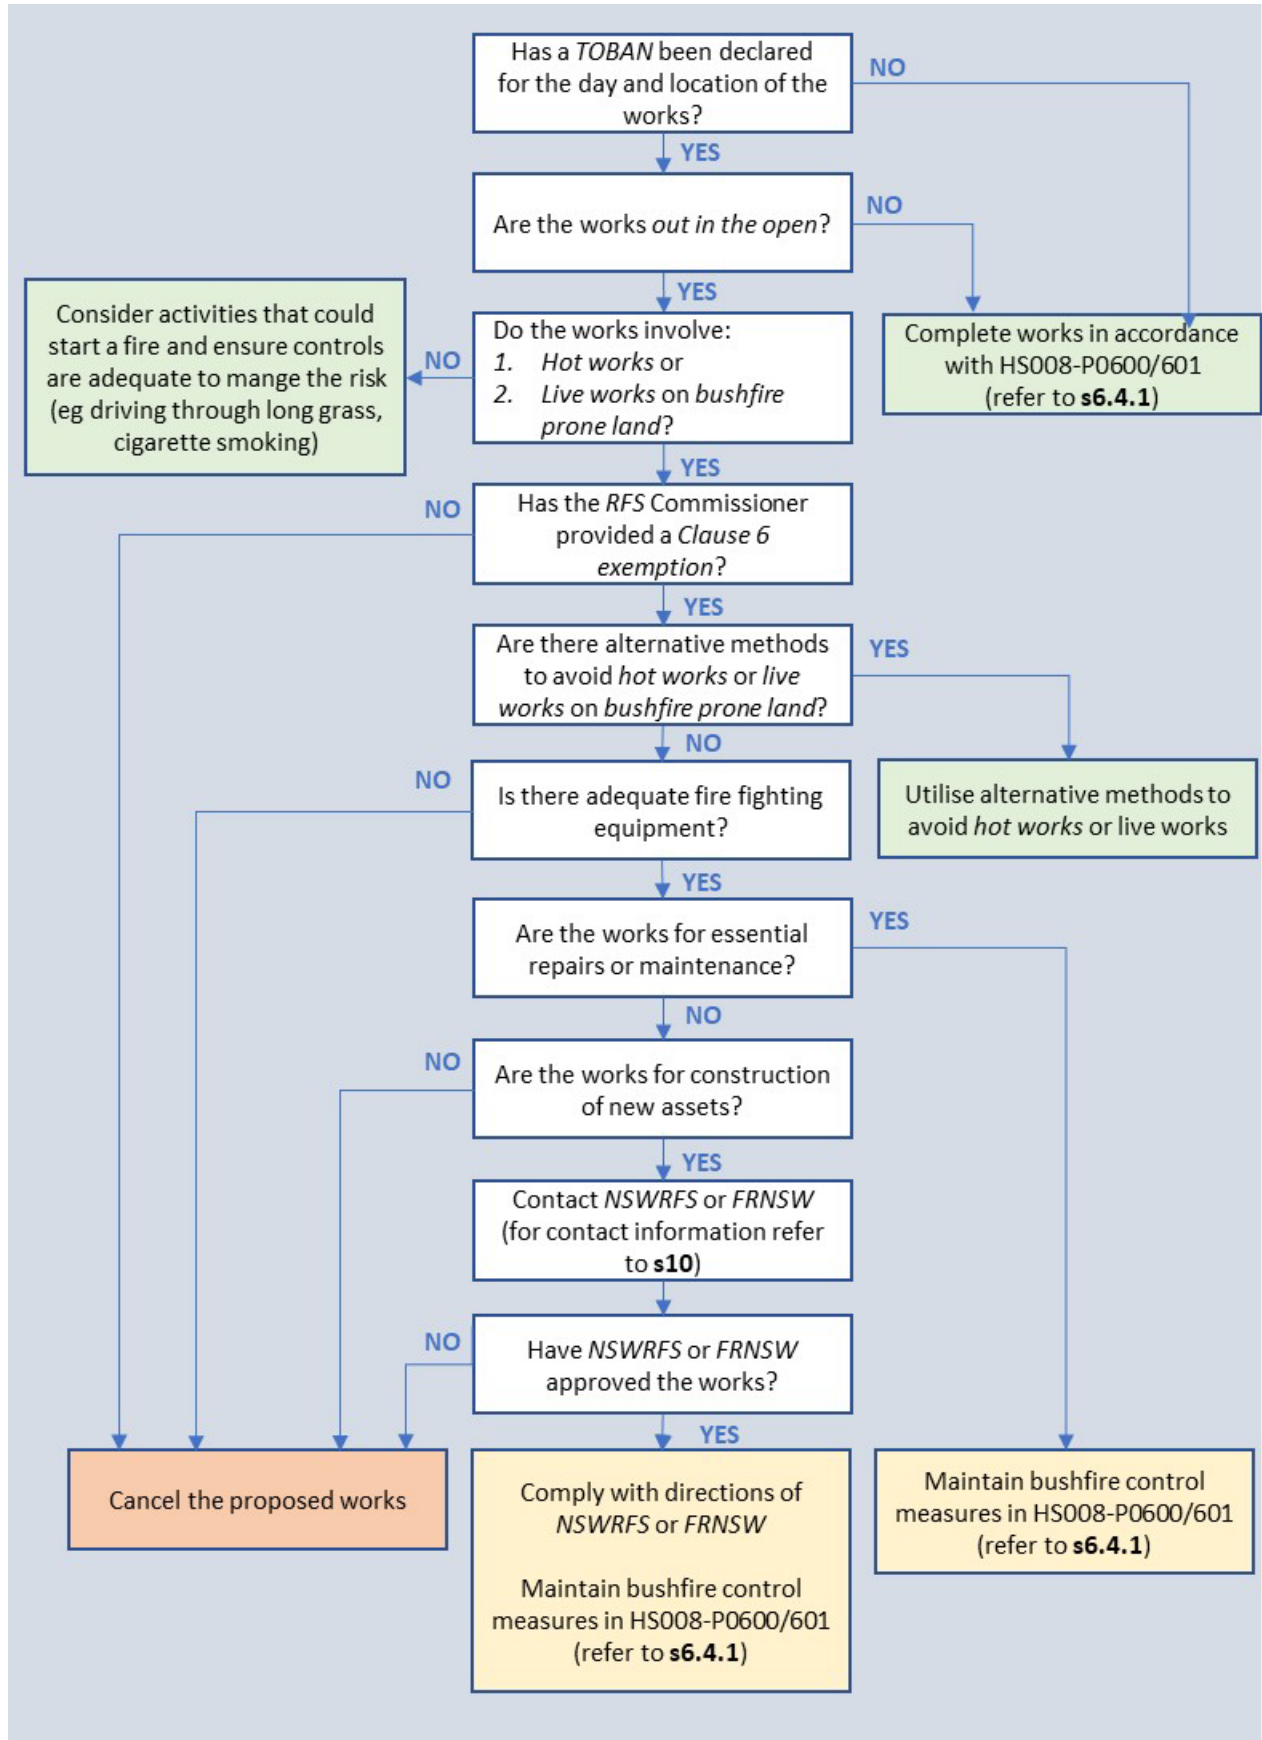 Has a TOBAN been declared
for the day and location of the
works?
NO
YES
Are the works out in the open?
NO
YES
Consider activities that could
start a fire and ensure controls
are adequate to mange the risk
(eg driving through long grass,
cigarette smoking)
NO
Do the works involve:
1. Hot works or
2. Live works on bushfire
prone land?
Complete works in accordance
with HS008-P0600/601
(refer to s6.4.1)
YES
NO
Has the RFS Commissioner
provided a Clause 6
exemption?
YES
Are there alternative methods
to avoid hot works or live
works on bushfire prone land?
YES
NO
NO
Is there adequate fire fighting
equipment?
Utilise alternative methods to
avoid hot works or live works
YES
Are the works for essential
repairs or maintenance?
YES
NO
NO
Are the works for construction
of new assets?
YES
Contact NSWRFS or FRNSW
(for contact information refer
to s10)
NO
Have NSWRFS or FRNSW
approved the works?
YES
Cancel the proposed works
Comply with directions of
NSWRFS or FRNSW
Maintain bushfire control
measures in HS008-P0600/601
(refer to s6.4.1)
Maintain bushfire control
measures in HS008-P0600/601
(refer to s6.4.1)